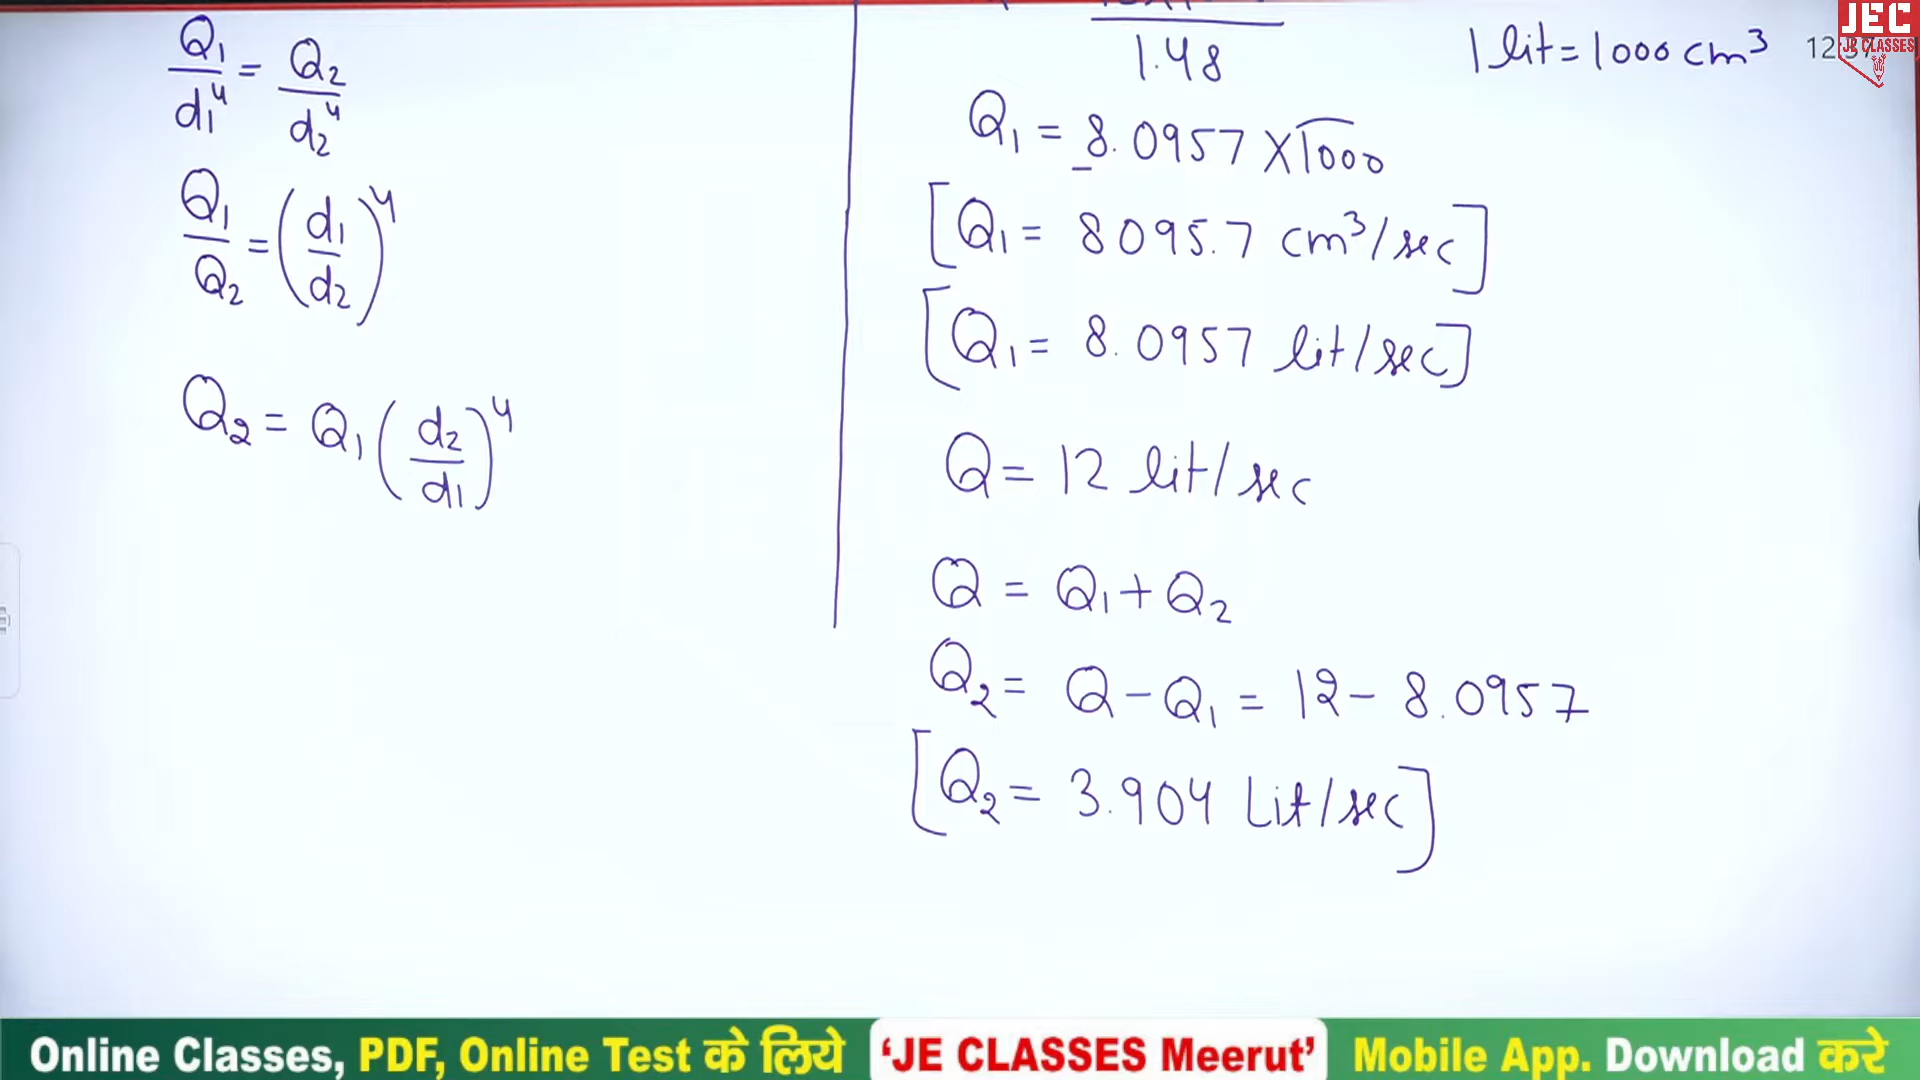 Q₁/d₁⁴ = Q₂/d₂⁴
Q₁/Q₂ = (d₁/d₂)⁴
Q₂ = Q₁(d₂/d₁)⁴
1.48
1 lit = 1000 cm³
Q₁ = 8.0957 × 1000
[Q₁ = 8095.7 cm³/sec]
[Q₁ = 8.0957 lit/sec]
Q = 12 lit/sec
Q = Q₁ + Q₂
Q₂ = Q - Q₁ = 12 - 8.0957
[Q₂ = 3.904 Lit/sec]
JEC
JE CLASSES
Online Classes, PDF, Online Test के लिये 'JE CLASSES Meerut' Mobile App. Download करे